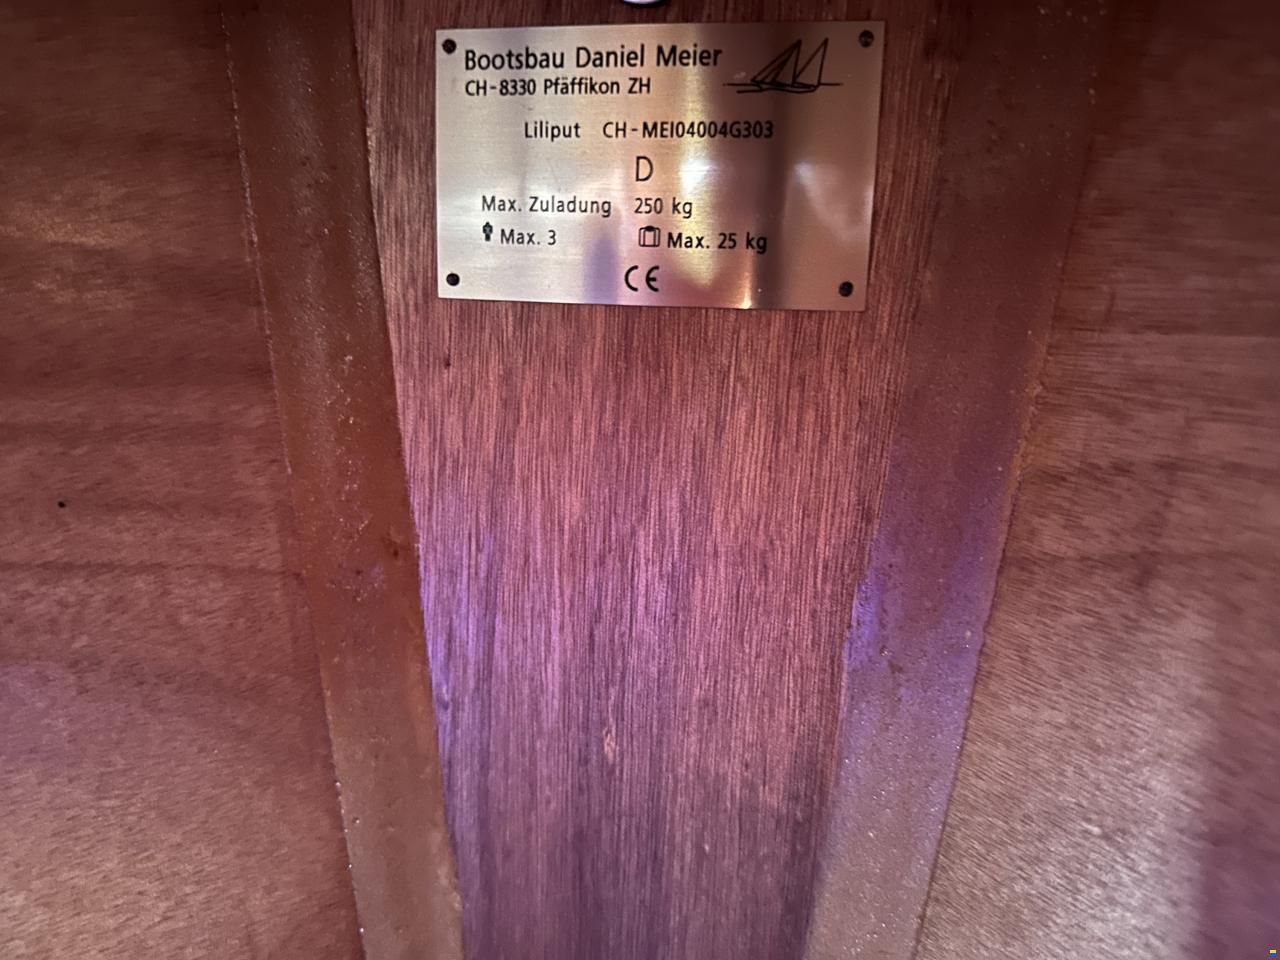 Bootsbau Daniel Meier
CH-8330 Pfäffikon ZH
Liliput CH-MEI04004G303
D
Max. Zuladung 250 kg
Max. 3 Max. 25 kg
CE